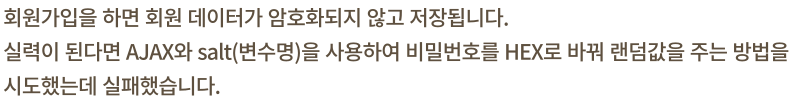 회원가입을 하면 회원 데이터가 암호화되지 않고 저장됩니다.
실력이 된다면 AJAX와 salt(변수명)을 사용하여 비밀번호를 HEX로 바꿔 랜덤값을 주는 방법을
시도했는데 실패했습니다.